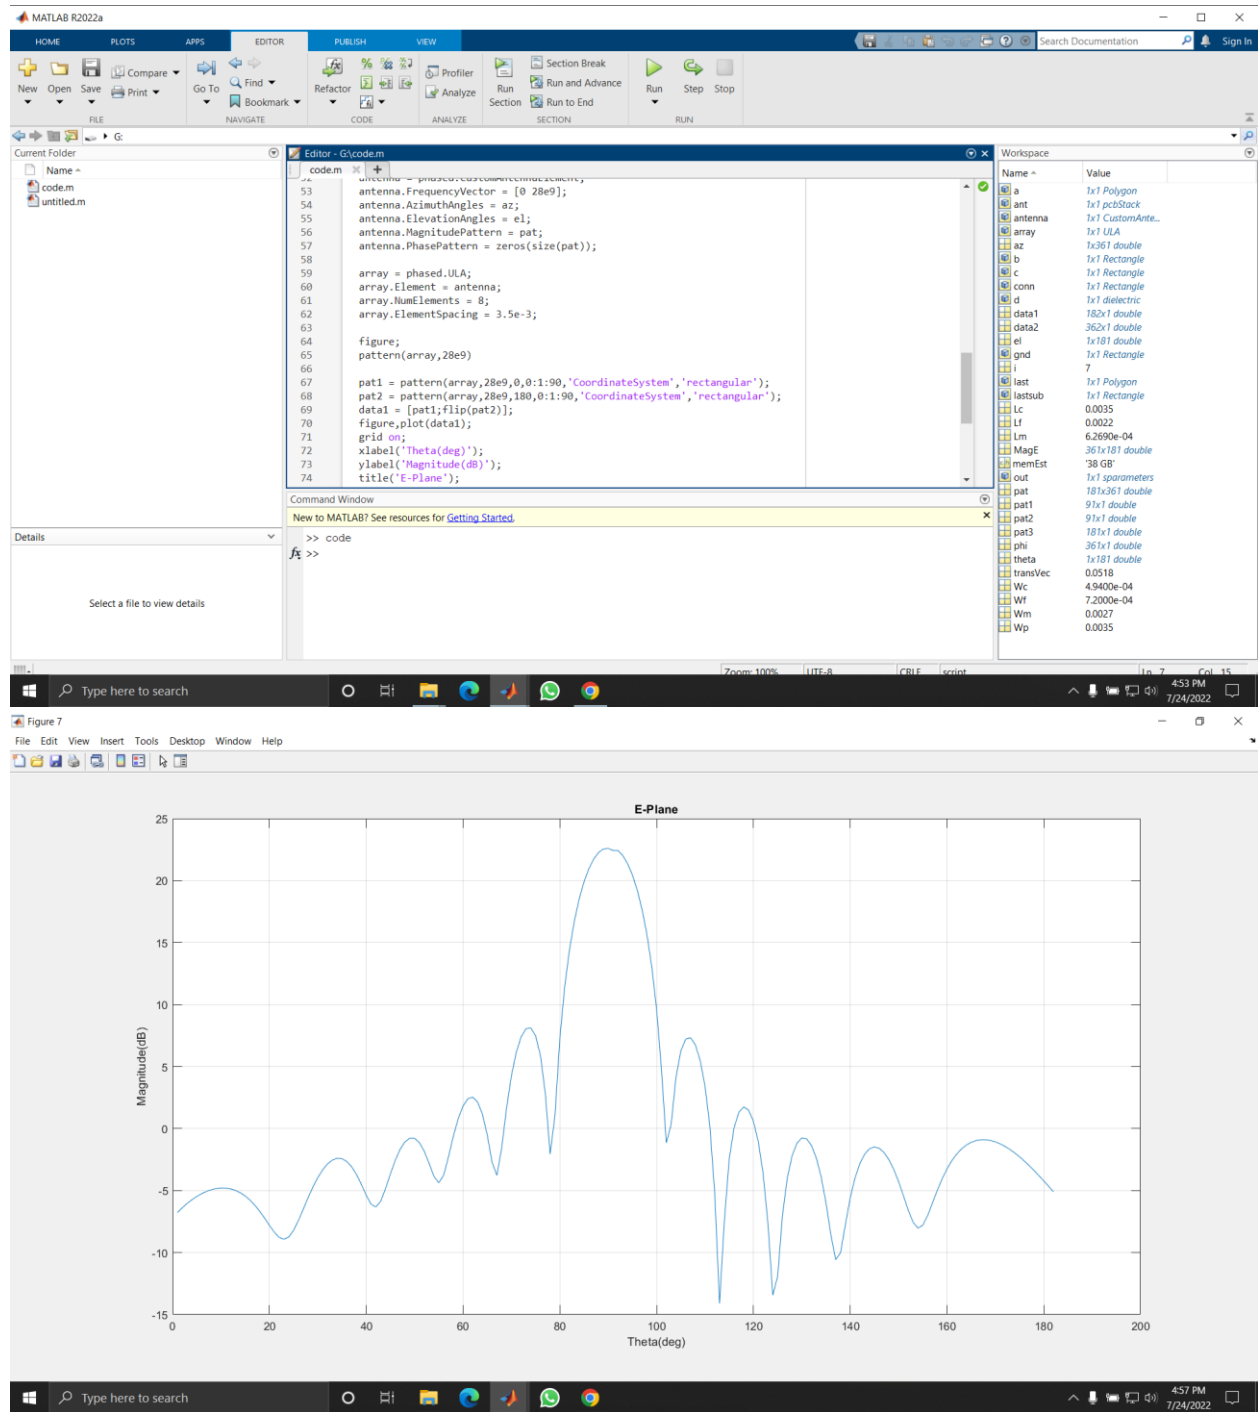 MATLAB R2022a
HOME PLOTS APPS EDITOR PUBLISH VIEW Search Documentation Sign In
New Open Save Compare Print Go To Find Bookmark Refactor Profiler Analyze Run Section Section Break Run and Advance Run to End Run Step Stop
FILE NAVIGATE CODE ANALYZE SECTION RUN
G:
Current Folder
Name
code.m
untitled.m
Details
Select a file to view details
Editor - G:\code.m
code.m
52 antenna = phased.CustomAntennaElement;
53 antenna.FrequencyVector = [0 28e9];
54 antenna.AzimuthAngles = az;
55 antenna.ElevationAngles = el;
56 antenna.MagnitudePattern = pat;
57 antenna.PhasePattern = zeros(size(pat));
58
59 array = phased.ULA;
60 array.Element = antenna;
61 array.NumElements = 8;
62 array.ElementSpacing = 3.5e-3;
63
64 figure;
65 pattern(array,28e9)
66
67 pat1 = pattern(array,28e9,0,0:1:90,'CoordinateSystem','rectangular');
68 pat2 = pattern(array,28e9,180,0:1:90,'CoordinateSystem','rectangular');
69 data1 = [pat1;flip(pat2)];
70 figure,plot(data1);
71 grid on;
72 xlabel('Theta(deg)');
73 ylabel('Magnitude(dB)');
74 title('E-Plane');
Command Window
New to MATLAB? See resources for Getting Started.
>> code
fx >>
Workspace
Name Value
a 1x1 Polygon
ant 1x1 pcbStack
antenna 1x1 CustomAnte...
array 1x1 ULA
az 1x361 double
b 1x1 Rectangle
c 1x1 Rectangle
conn 1x1 Rectangle
d 1x1 dielectric
data1 182x1 double
data2 362x1 double
el 1x181 double
gnd 1x1 Rectangle
i 7
last 1x1 Polygon
lastsub 1x1 Rectangle
Lc 0.0035
Lf 0.0022
Lm 6.2690e-04
MagE 361x181 double
memEst '38 GB'
out 1x1 sparameters
pat 181x361 double
pat1 91x1 double
pat2 91x1 double
pat3 181x1 double
phi 361x1 double
theta 1x181 double
transVec 0.0518
Wc 4.9400e-04
Wf 7.2000e-04
Wm 0.0027
Wp 0.0035
Zoom: 100% UTF-8 CRLF script Ln 7 Col 15
Type here to search
4:53 PM
7/24/2022
Figure 7
File Edit View Insert Tools Desktop Window Help
E-Plane
25
20
15
10
5
0
-5
-10
-15
Magnitude(dB)
0 20 40 60 80 100 120 140 160 180 200
Theta(deg)
Type here to search
4:57 PM
7/24/2022